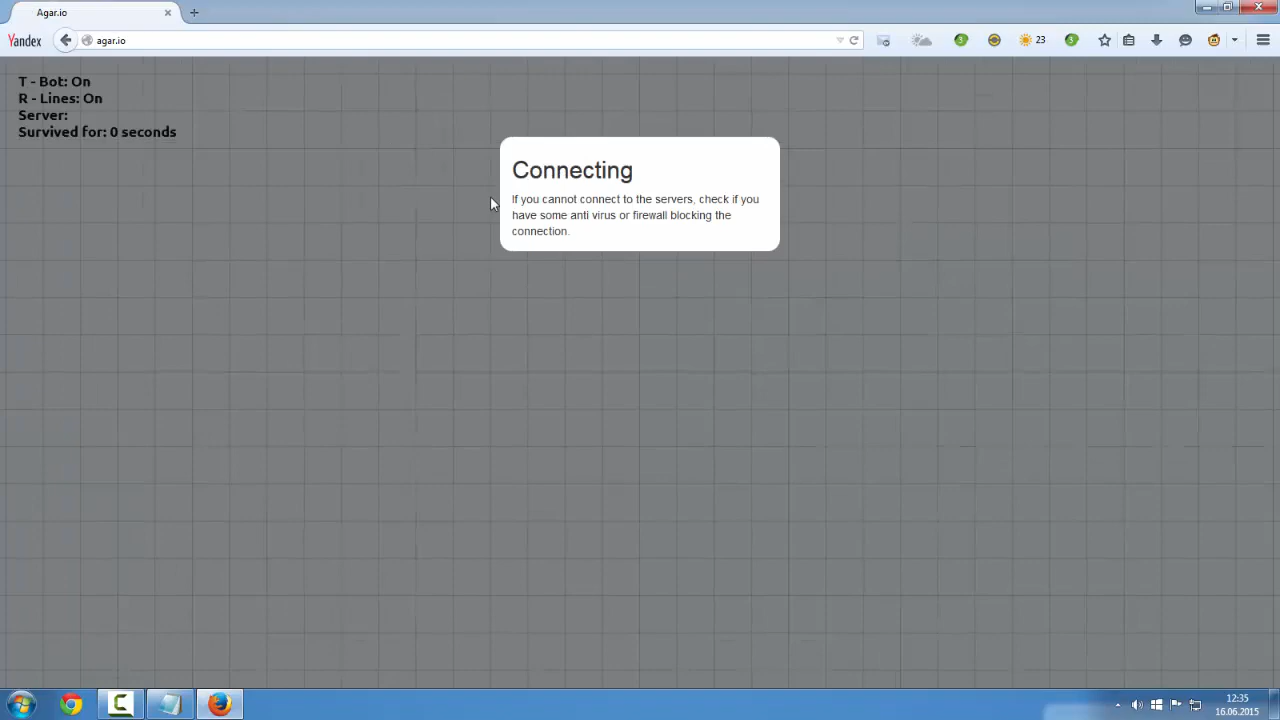 Agar.io
Yandex
agar.io
3
23
3
T - Bot: On
R - Lines: On
Server:
Survived for: 0 seconds
Connecting
If you cannot connect to the servers, check if you
have some anti virus or firewall blocking the
connection.
12:35
16.06.2015